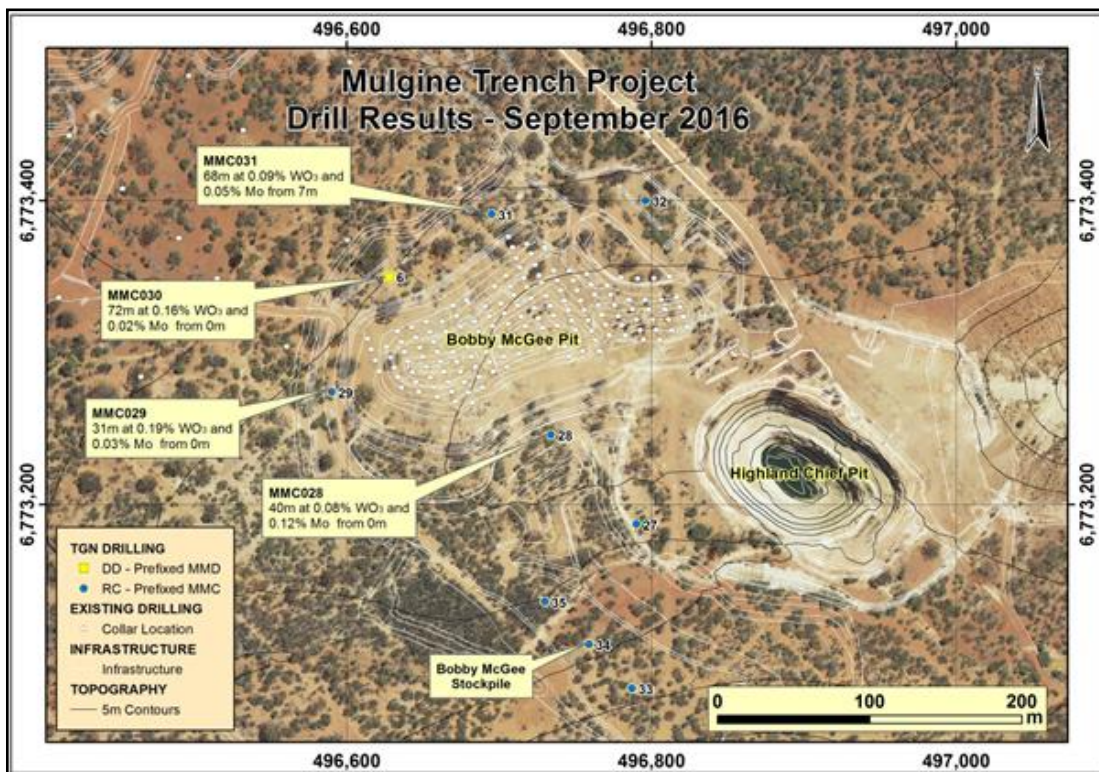 496,600
496,800
497,000
Mulgine Trench Project
Drill Results - September 2016
6,773,400
6,773,400
MMC031
68m at 0.09% WO₃ and
0.05% Mo from 7m
31
32
6
MMC030
72m at 0.16% WO₃ and
0.02% Mo from 0m
Bobby McGee Pit
29
MMC029
31m at 0.19% WO₃ and
0.03% Mo from 0m
28
Highland Chief Pit
MMC028
40m at 0.08% WO₃ and
0.12% Mo from 0m
6,773,200
6,773,200
27
TGN DRILLING
DD - Prefixed MMD
RC - Prefixed MMC
EXISTING DRILLING
Collar Location
INFRASTRUCTURE
Infrastructure
TOPOGRAPHY
5m Contours
35
34
Bobby McGee
Stockpile
33
0
100
200
m
496,600
496,800
497,000